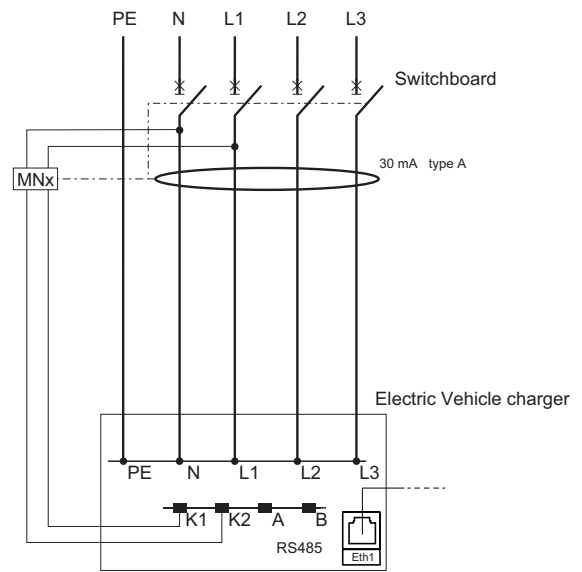 PE N L1 L2 L3
Switchboard
30 mA type A
MNx
Electric Vehicle charger
PE N L1 L2 L3
K1 K2 A B
RS485
Eth1